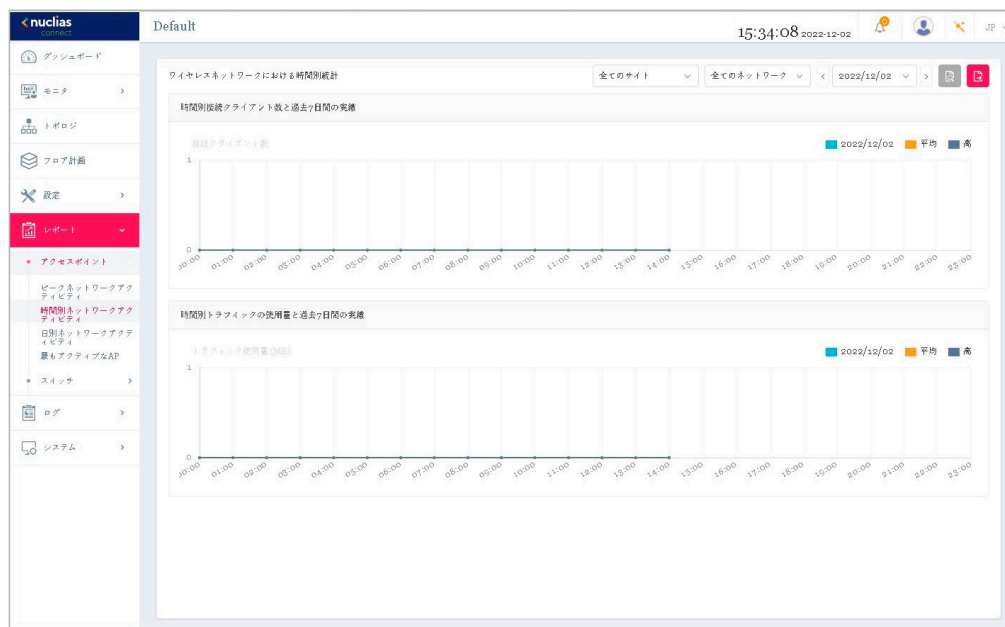 nuclias
connect
Default
15:34:08 2022-12-02
JP
ダッシュボード
モニタ
トポロジ
フロア計画
設定
レポート
アクセスポイント
ピークネットワークアク
ティビティ
時間別ネットワークアク
ティビティ
日別ネットワークアクテ
ィビティ
最もアクティブなAP
スイッチ
ログ
システム
ワイヤレスネットワークにおける時間別統計
全てのサイト
全てのネットワーク
2022/12/02
時間別接続クライアント数と過去7日間の実績
接続クライアント数
2022/12/02 平均 高
1
0
00:00 01:00 02:00 03:00 04:00 05:00 06:00 07:00 08:00 09:00 10:00 11:00 12:00 13:00 14:00 15:00 16:00 17:00 18:00 19:00 20:00 21:00 22:00 23:00
時間別トラフィックの使用量と過去7日間の実績
トラフィック使用量(MB)
2022/12/02 平均 高
1
0
00:00 01:00 02:00 03:00 04:00 05:00 06:00 07:00 08:00 09:00 10:00 11:00 12:00 13:00 14:00 15:00 16:00 17:00 18:00 19:00 20:00 21:00 22:00 23:00